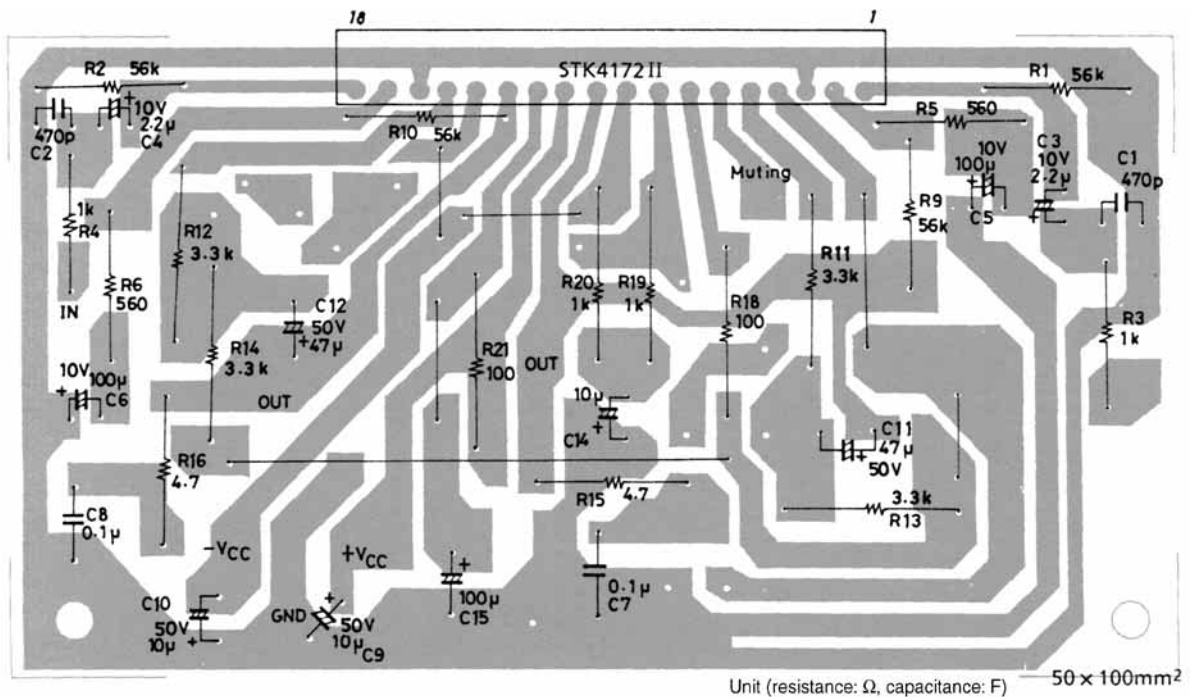 18
1
STK4172II
R2
56k
10V
2.2µ
C4
470p
C2
R10
56k
R1
56k
R5
560
10V
100µ
C5
C3
10V
2.2µ
C1
470p
Muting
1k
R4
R12
3.3k
R9
56k
R6
560
IN
R11
3.3k
R20
1k
R19
1k
C12
50V
47µ
R18
100
R3
1k
R14
3.3k
R21
100
OUT
10V
100µ
C6
OUT
10µ
C14
C11
47µ
50V
R16
4.7
R15
4.7
3.3k
R13
C8
0.1µ
-VCC
+VCC
C10
50V
10µ
GND
50V
10µ
C9
100µ
C15
0.1µ
C7
50 × 100mm²
Unit (resistance: Ω, capacitance: F)